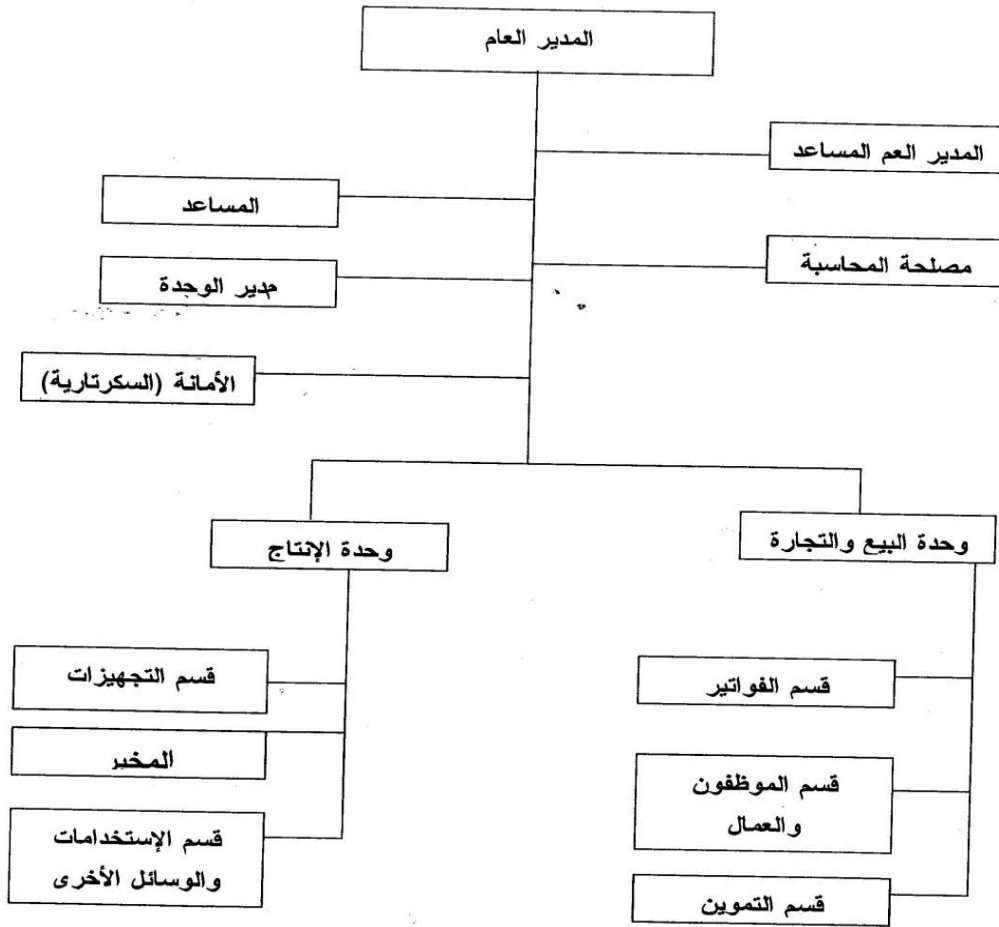 المدير العام
المدير العم المساعد
المساعد
مصلحة المحاسبة
مدير الوحدة
الأمانة (السكرتارية)
وحدة البيع والتجارة
وحدة الإنتاج
قسم الفواتير
قسم الموظفون
والعمال
قسم التموين
قسم التجهيزات
المخبر
قسم الإستخدامات
والوسائل الأخرى